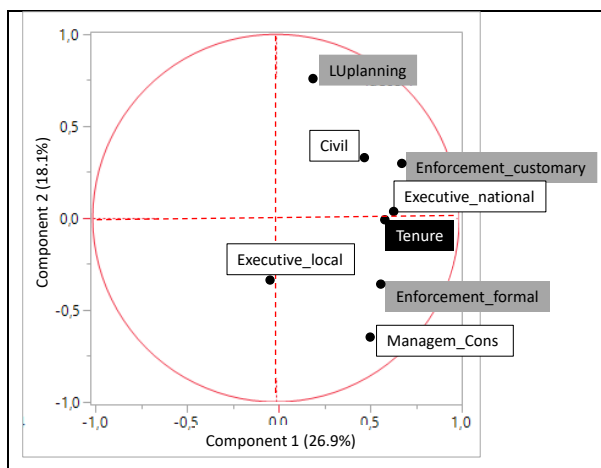 1,0
LUplanning
0,5
Civil
Enforcement_customary
Executive_national
0,0
Tenure
Executive_local
-0,5
Enforcement_formal
Managem_Cons
-1,0
-1,0 -0,5 0,0 0,5 1,0
Component 2 (18.1%)
Component 1 (26.9%)